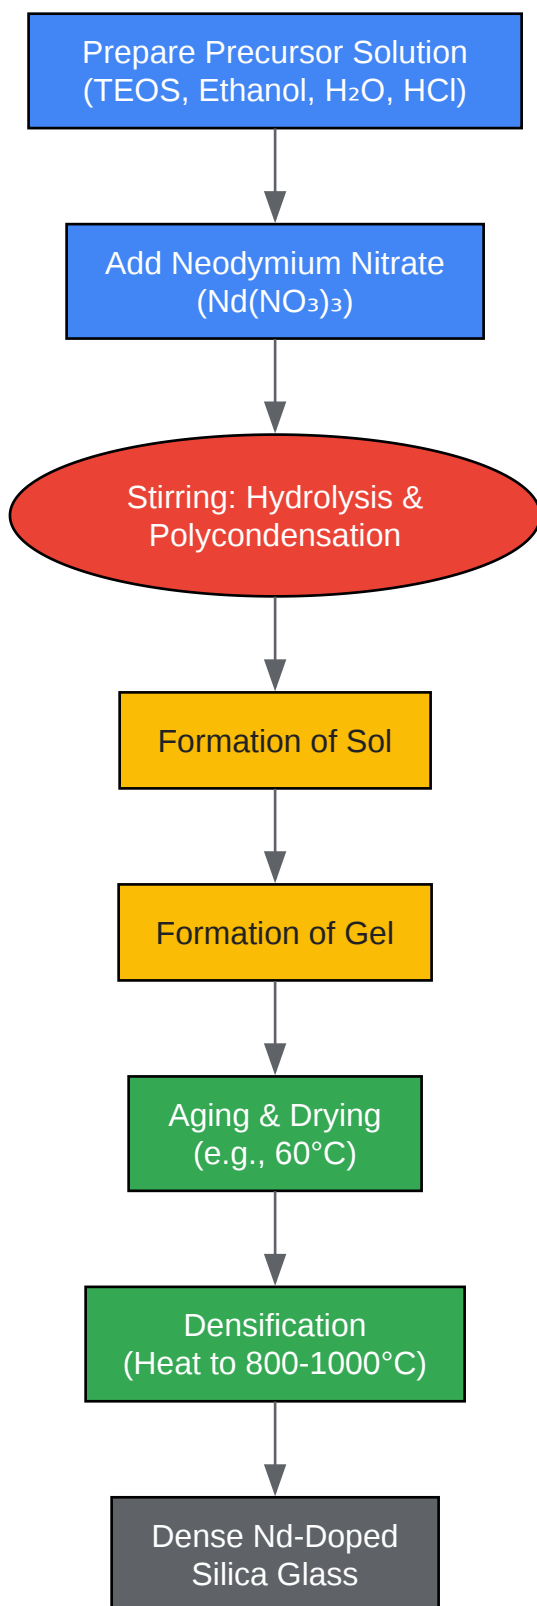 Prepare Precursor Solution
(TEOS, Ethanol, H₂O, HCl)
Add Neodymium Nitrate
(Nd(NO₃)₃)
Stirring: Hydrolysis &
Polycondensation
Formation of Sol
Formation of Gel
Aging & Drying
(e.g., 60°C)
Densification
(Heat to 800-1000°C)
Dense Nd-Doped
Silica Glass